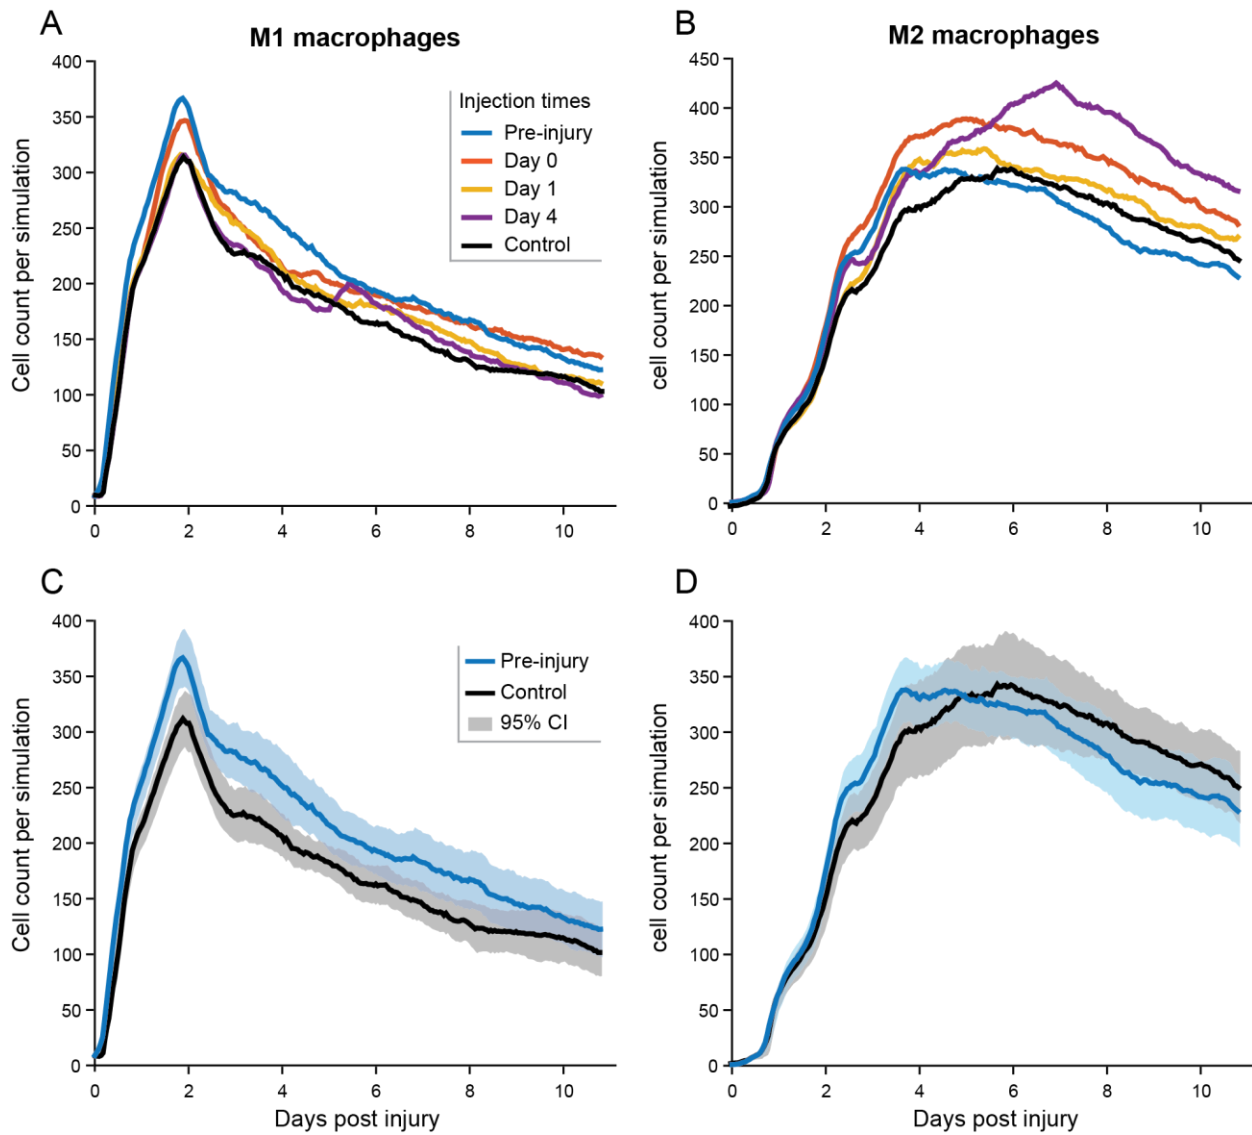 A
M1 macrophages
B
M2 macrophages
Cell count per simulation
400
350
300
250
200
150
100
50
0
0 2 4 6 8 10
Injection times
Pre-injury
Day 0
Day 1
Day 4
Control
cell count per simulation
450
400
350
300
250
200
150
100
50
0
0 2 4 6 8 10
C
Cell count per simulation
400
350
300
250
200
150
100
50
0
0 2 4 6 8 10
Days post injury
Pre-injury
Control
95% CI
D
cell count per simulation
400
350
300
250
200
150
100
50
0
0 2 4 6 8 10
Days post injury